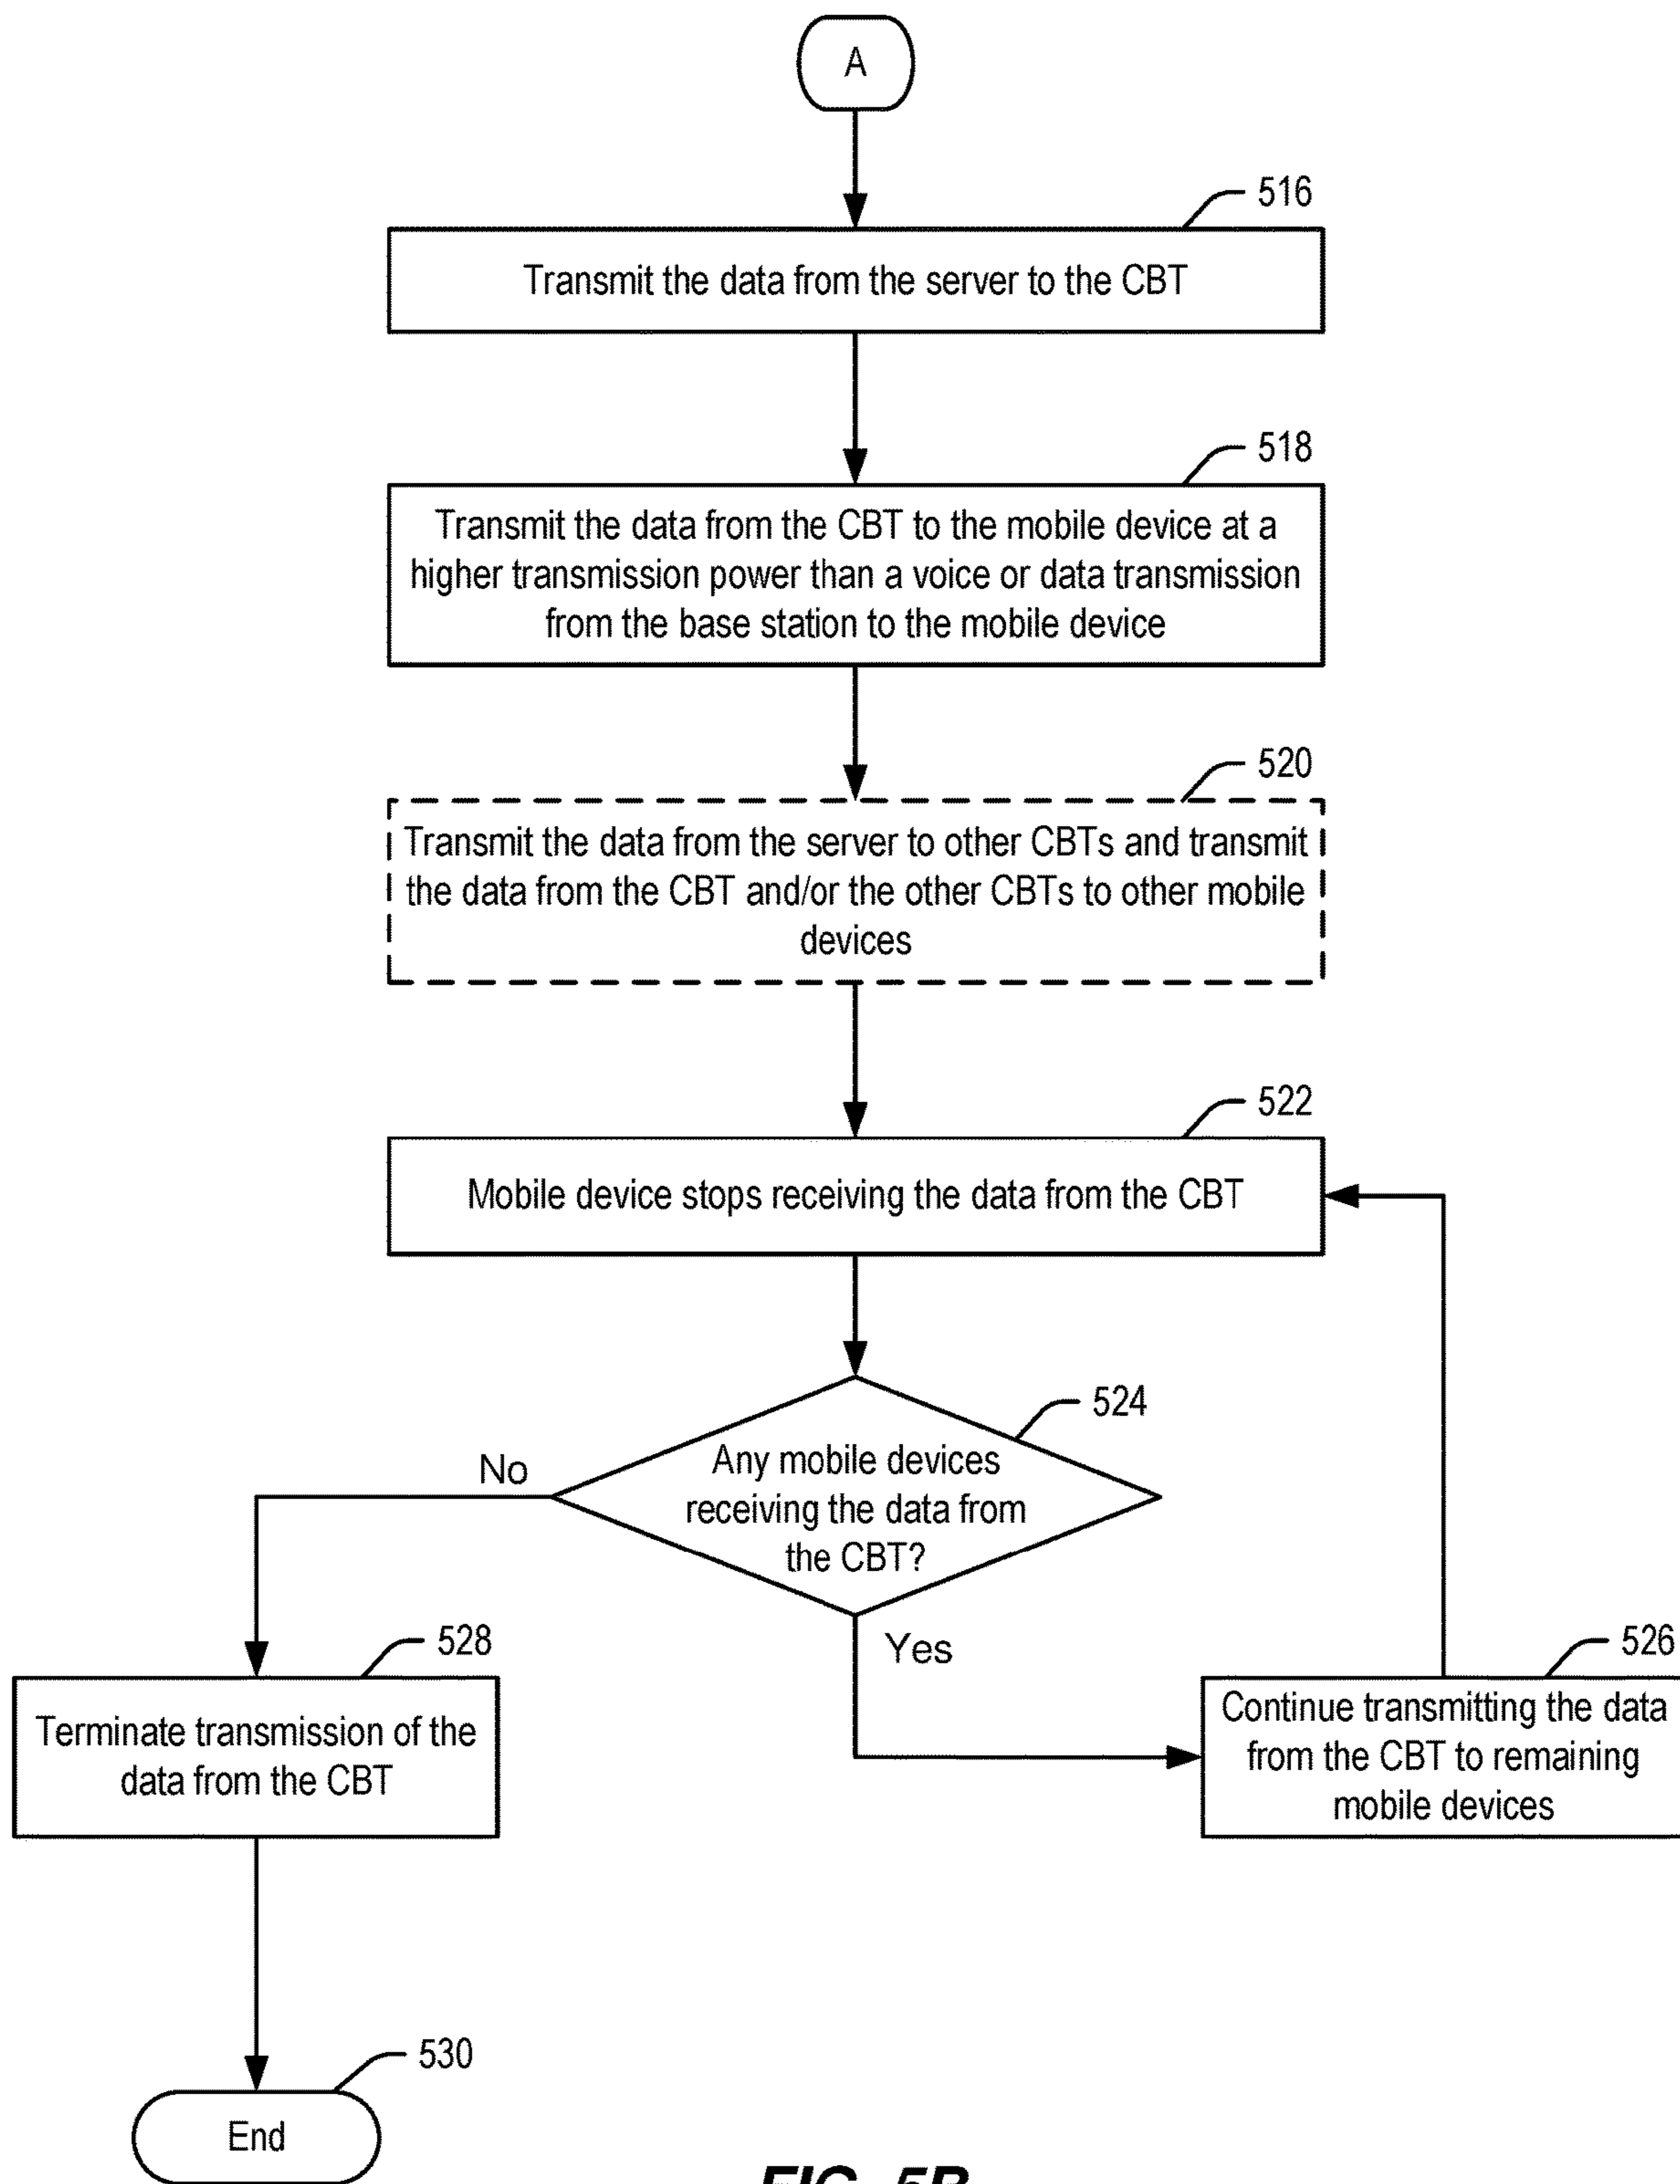 A
516
Transmit the data from the server to the CBT
518
Transmit the data from the CBT to the mobile device at a
higher transmission power than a voice or data transmission
from the base station to the mobile device
520
Transmit the data from the server to other CBTs and transmit
the data from the CBT and/or the other CBTs to other mobile
devices
522
Mobile device stops receiving the data from the CBT
524
Any mobile devices
receiving the data from
the CBT?
No
Yes
528
Terminate transmission of the
data from the CBT
526
Continue transmitting the data
from the CBT to remaining
mobile devices
530
End
FIG. 5B